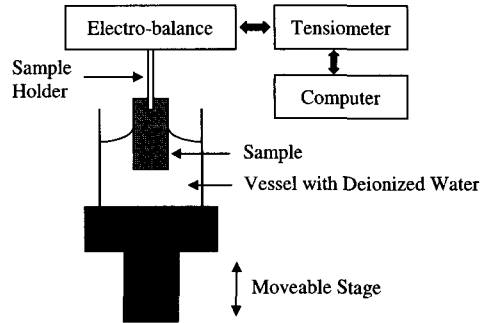 Electro-balance
Tensiometer
Sample
Holder
Computer
Sample
Vessel with Deionized Water
Moveable Stage